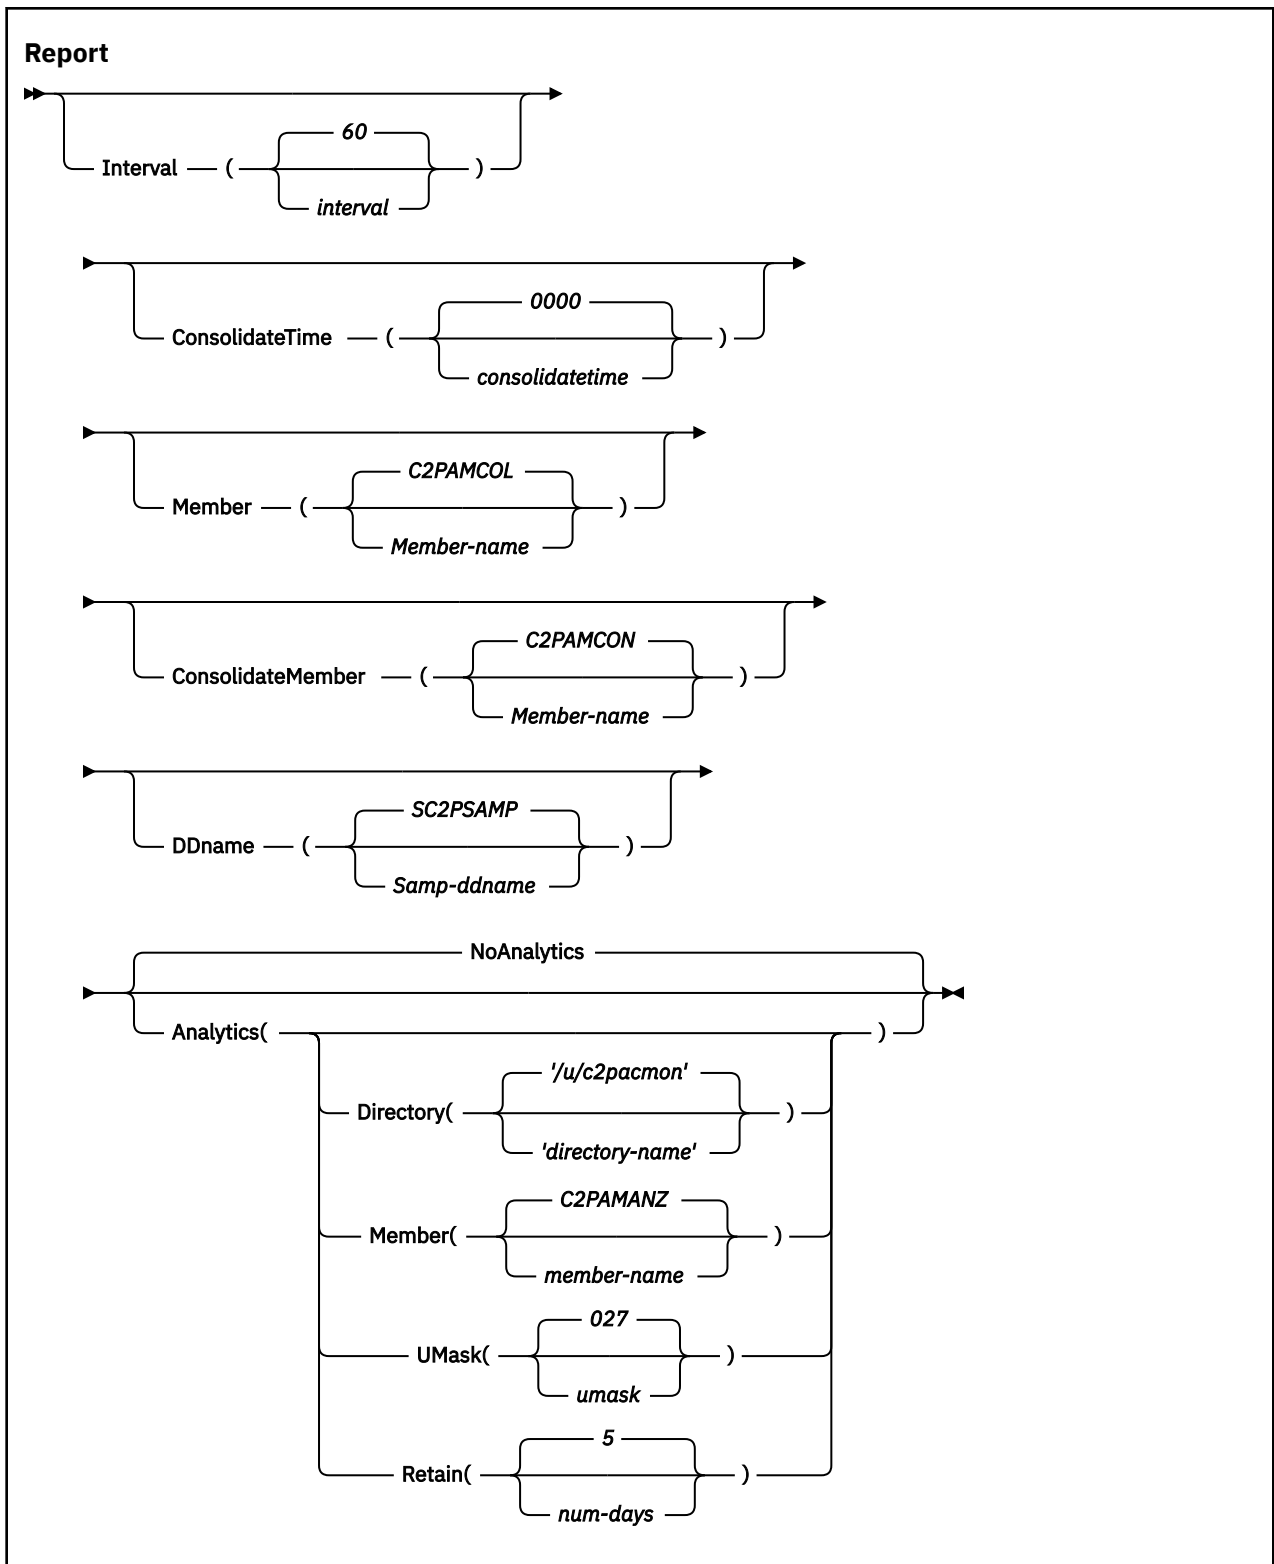 Report
60
Interval ( )
interval
0000
ConsolidateTime ( )
consolidatetime
C2PAMCOL
Member ( )
Member-name
C2PAMCON
ConsolidateMember ( )
Member-name
SC2PSAMP
DDname ( )
Samp-ddname
NoAnalytics
Analytics( )
'/u/c2pacmon'
Directory( )
'directory-name'
C2PAMANZ
Member( )
member-name
027
UMask( )
umask
5
Retain( )
num-days